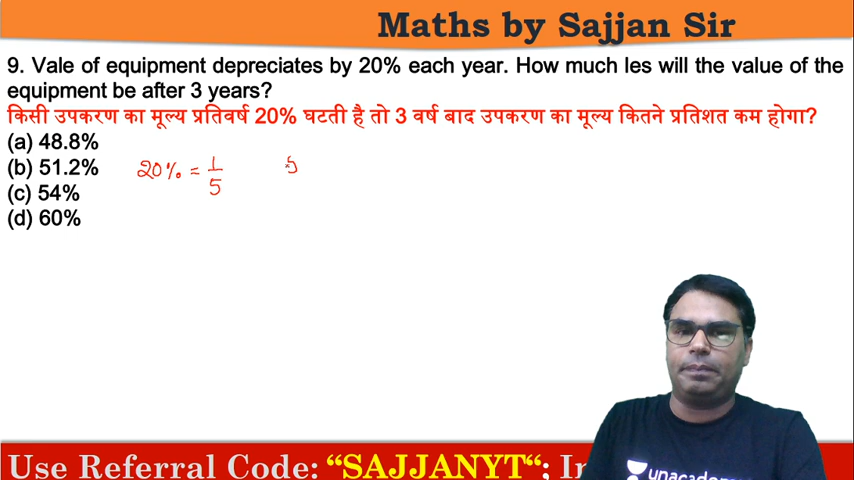 Maths by Sajjan Sir
9. Vale of equipment depreciates by 20% each year. How much les will the value of the
equipment be after 3 years?
किसी उपकरण का मूल्य प्रतिवर्ष 20% घटती है तो 3 वर्ष बाद उपकरण का मूल्य कितने प्रतिशत कम होगा?
(a) 48.8%
(b) 51.2%
(c) 54%
(d) 60%
20% = 1/5
5
Use Referral Code: “SAJJANYT“; In
unacade